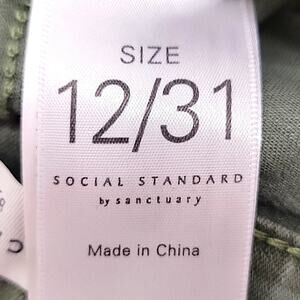 SIZE
12/31
SOCIAL STANDARD
by sanctuary
Made in China